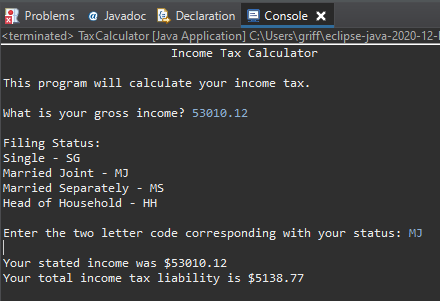 Problems @ Javadoc Declaration Console
<terminated> TaxCalculator [Java Application] C:\Users\griff\eclipse-java-2020-12-
Income Tax Calculator
This program will calculate your income tax.
What is your gross income? 53010.12
Filing Status:
Single - SG
Married Joint - MJ
Married Separately - MS
Head of Household - HH
Enter the two letter code corresponding with your status: MJ
Your stated income was $53010.12
Your total income tax liability is $5138.77